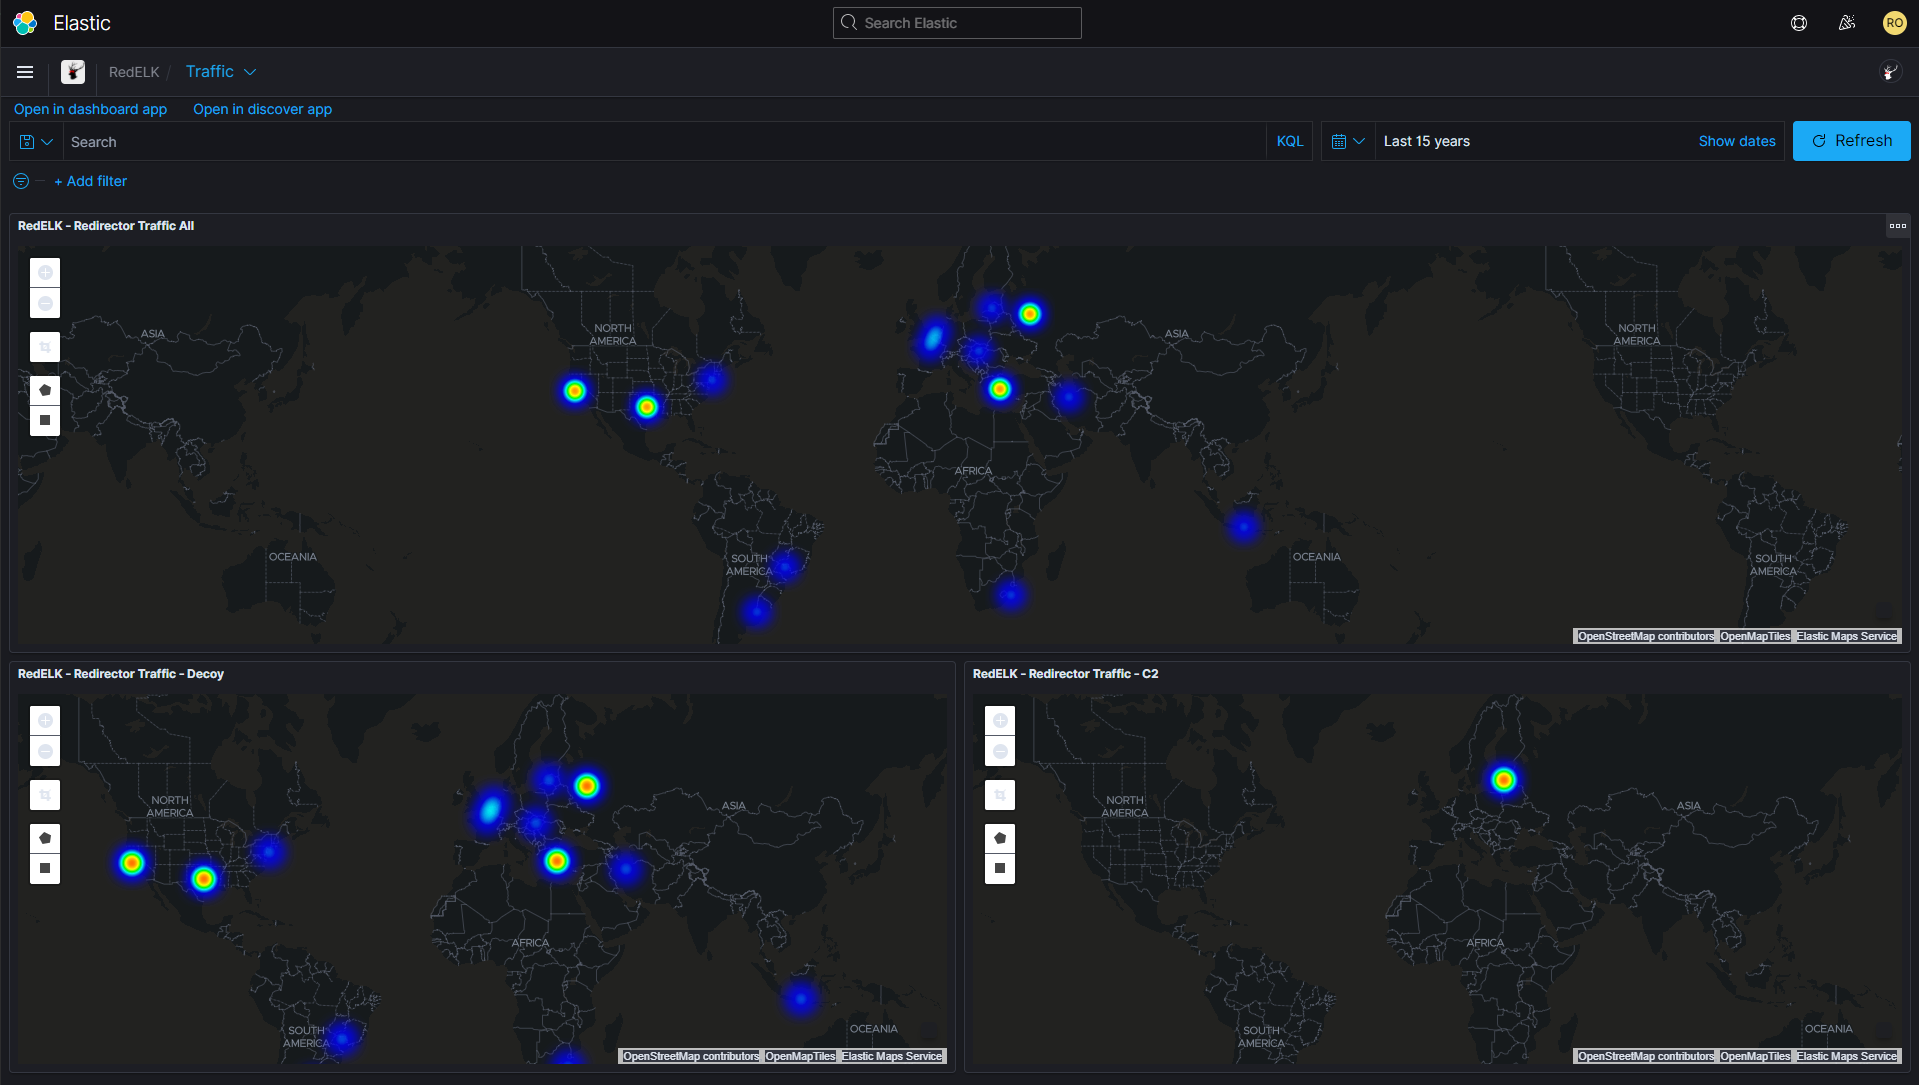 Elastic
Search Elastic
RO
RedELK / Traffic
Open in dashboard app Open in discover app
Search KQL Last 15 years Show dates Refresh
+ Add filter
RedELK - Redirector Traffic All
NORTH
AMERICA
ASIA
ASIA
NORTH
AMERICA
AFRICA
OCEANIA
SOUTH
AMERICA
OCEANIA
SOUTH
AMERICA
OpenStreetMap contributors OpenMapTiles Elastic Maps Service
RedELK - Redirector Traffic - Decoy
NORTH
AMERICA
ASIA
AFRICA
SOUTH
AMERICA
OCEANIA
OpenStreetMap contributors OpenMapTiles Elastic Maps Service
RedELK - Redirector Traffic - C2
NORTH
AMERICA
ASIA
AFRICA
SOUTH
AMERICA
OCEANIA
OpenStreetMap contributors OpenMapTiles Elastic Maps Service